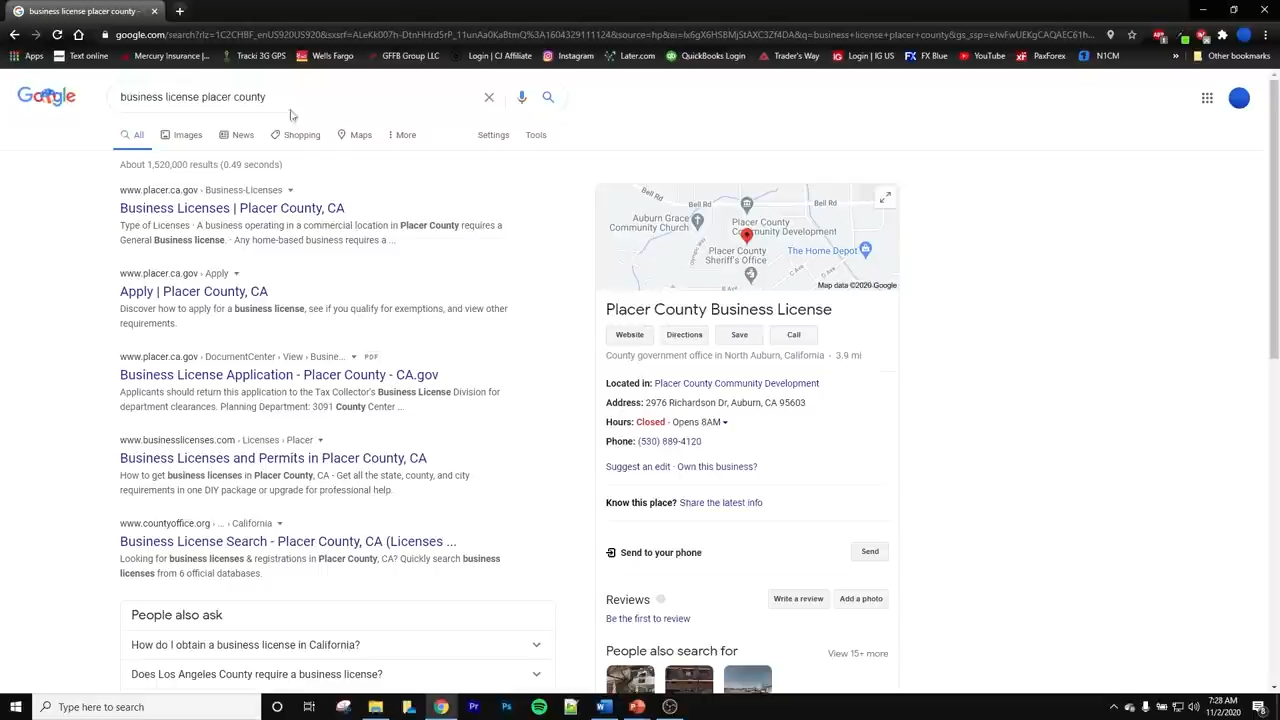 business license placer county -
google.com/search?rlz=1C2CHBF_enUS920US920&sxsrf=ALeKk007h-DtnHHrd5rP_11unAa0KaBtmQ%3A1604329111124&source=hp&ei=
Apps
Text online
Mercury Insurance |...
Tracki 3G GPS
Wells Fargo
GFFB Group LLC
Login | CJ Affiliate
Instagram
Later.com
QuickBooks Login
Trader's Way
Login | IG US
FX Blue
YouTube
PaxForex
N1CM
»
Other bookmarks
Google
business license placer county
All
Images
News
Shopping
Maps
More
Settings
Tools
About 1,520,000 results (0.49 seconds)
www.placer.ca.gov › Business-Licenses
Business Licenses | Placer County, CA
Type of Licenses · A business operating in a commercial location in Placer County requires a
General Business license. · Any home-based business requires a ...
www.placer.ca.gov › Apply
Apply | Placer County, CA
Discover how to apply for a business license, see if you qualify for exemptions, and view other
requirements.
www.placer.ca.gov › DocumentCenter › View › Busine... PDF
Business License Application - Placer County - CA.gov
Applicants should return this application to the Tax Collector's Business License Division for
department clearances. Planning Department: 3091 County Center ...
www.businesslicenses.com › Licenses › Placer
Business Licenses and Permits in Placer County, CA
How to get business licenses in Placer County, CA - Get all the state, county, and city
requirements in one DIY package or upgrade for professional help.
www.countyoffice.org › ... › California
Business License Search - Placer County, CA (Licenses ...
Looking for business licenses & registrations in Placer County, CA? Quickly search business
licenses from 6 official databases.
People also ask
How do I obtain a business license in California?
Does Los Angeles County require a business license?
Bell Rd
Bell Rd
Bell Rd
Auburn Grace
Community Church
Placer County
Community Development
Placer County
Sheriff's Office
The Home Depot
C Ave
A Ave
B Ave
Map data ©2020 Google
Placer County Business License
Website
Directions
Save
Call
County government office in North Auburn, California · 3.9 mi
Located in: Placer County Community Development
Address: 2976 Richardson Dr, Auburn, CA 95603
Hours: Closed · Opens 8AM
Phone: (530) 889-4120
Suggest an edit · Own this business?
Know this place? Share the latest info
Send to your phone
Send
Reviews
Write a review
Add a photo
Be the first to review
People also search for
View 15+ more
Type here to search
7:28 AM
11/2/2020